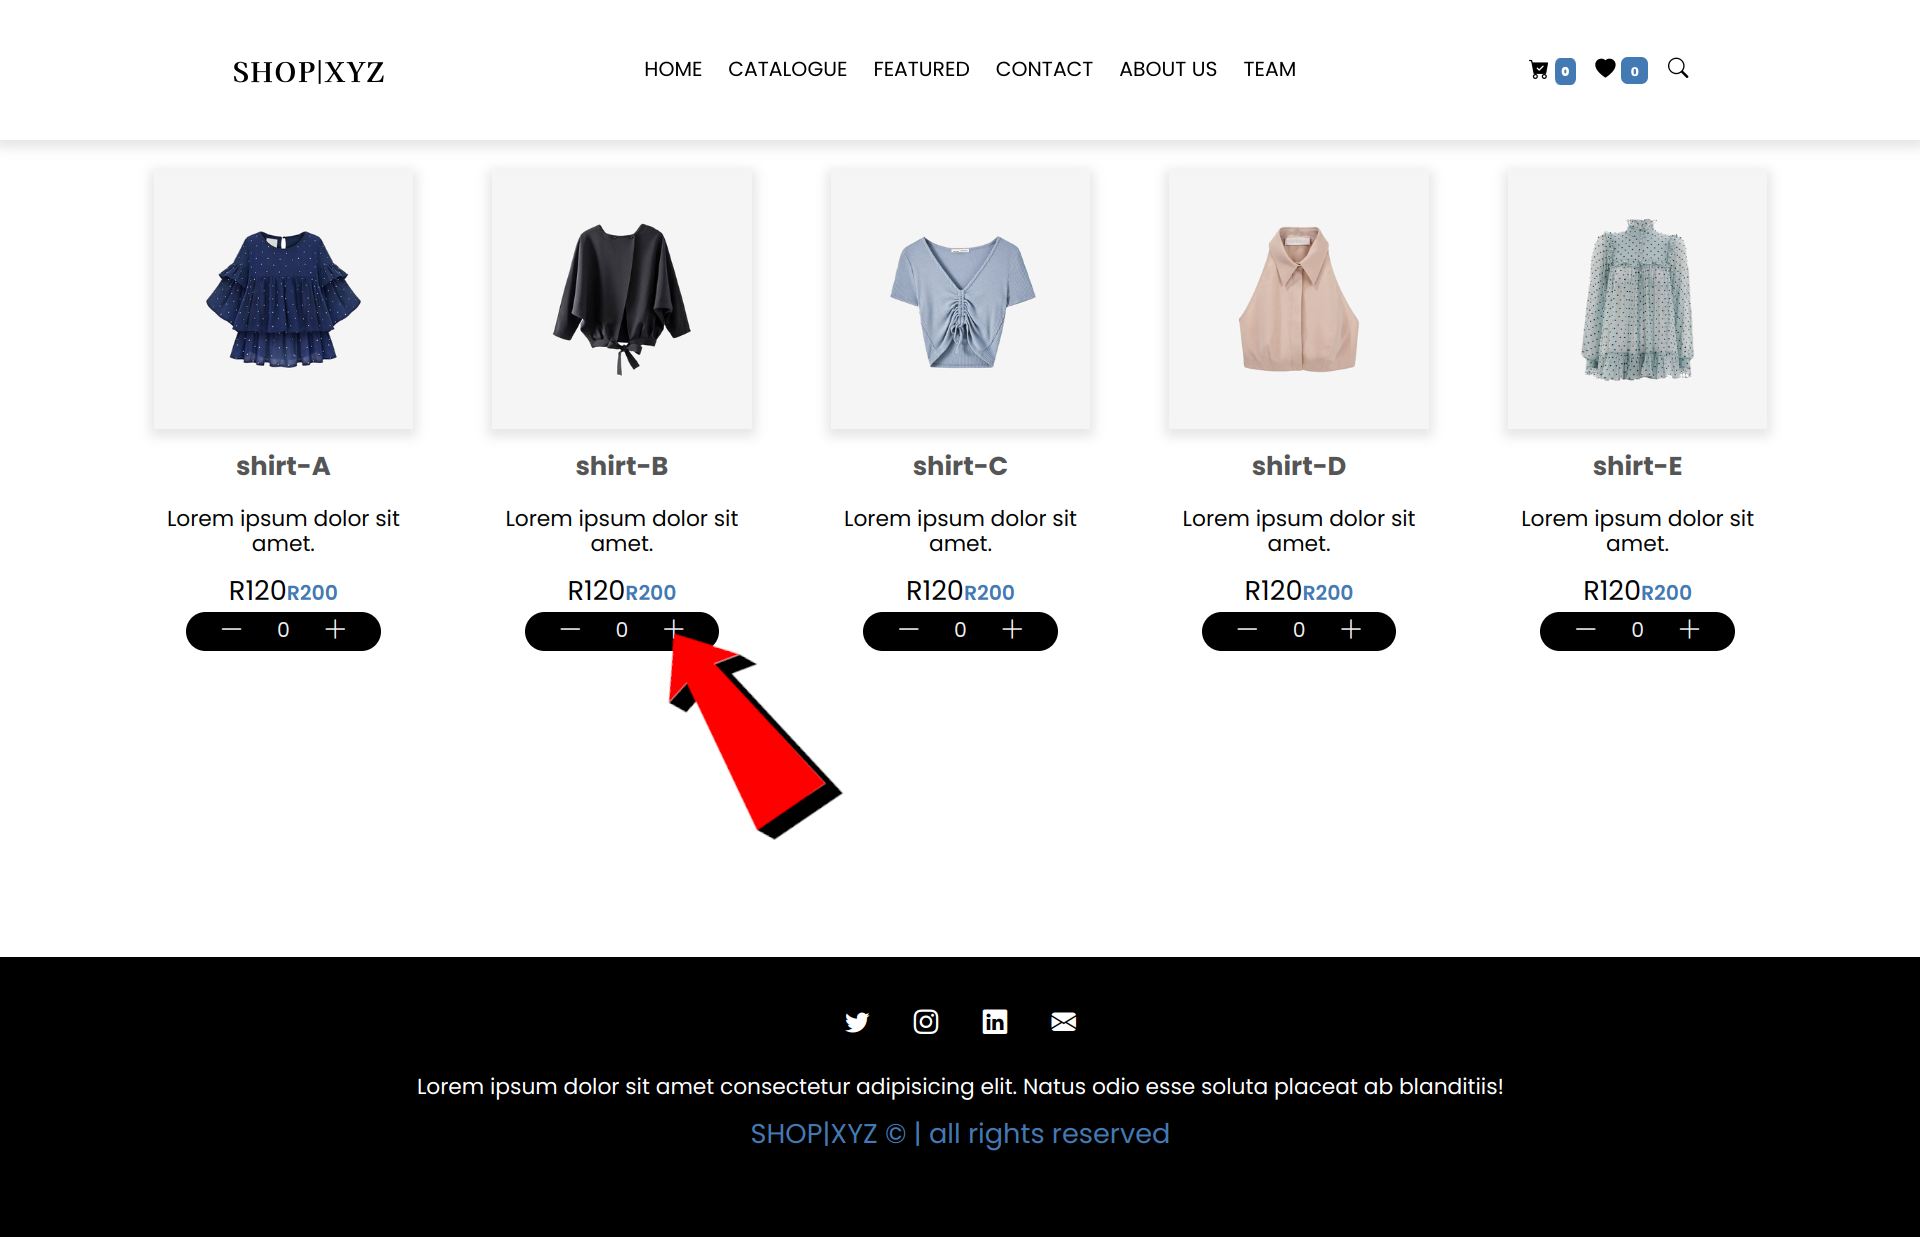 SHOP|XYZ
HOME CATALOGUE FEATURED CONTACT ABOUT US TEAM
0 0
shirt-A
Lorem ipsum dolor sit
amet.
R120R200
— 0 +
shirt-B
Lorem ipsum dolor sit
amet.
R120R200
— 0 +
shirt-C
Lorem ipsum dolor sit
amet.
R120R200
— 0 +
shirt-D
Lorem ipsum dolor sit
amet.
R120R200
— 0 +
shirt-E
Lorem ipsum dolor sit
amet.
R120R200
— 0 +
in
Lorem ipsum dolor sit amet consectetur adipisicing elit. Natus odio esse soluta placeat ab blanditiis!
SHOP|XYZ © | all rights reserved